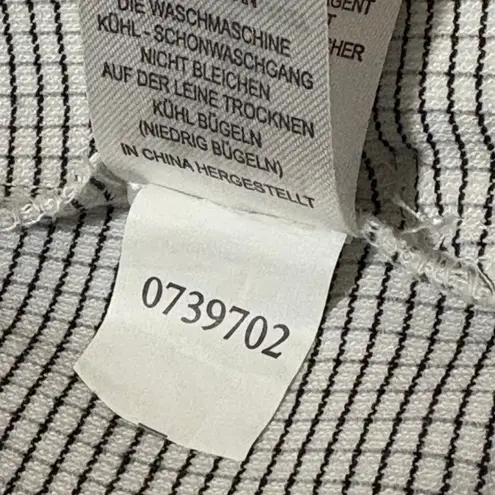 DIE WASCHMASCHINE
KÜHL - SCHONWASCHGANG
NICHT BLEICHEN
AUF DER LEINE TROCKNEN
KÜHL BÜGELN
(NIEDRIG BÜGELN)
IN CHINA HERGESTELLT
0739702